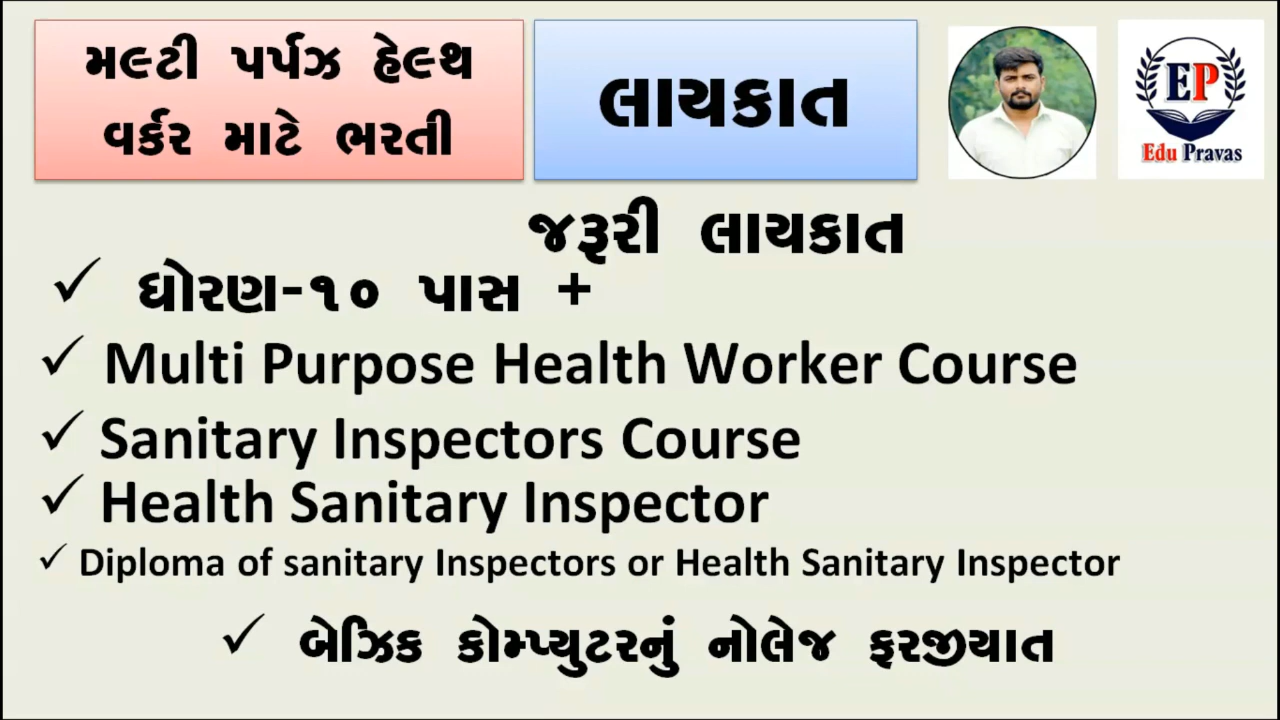 મલ્ટી પર્પઝ હેલ્થ
વર્કર માટે ભરતી
લાયકાત
EP
Edu Pravas
જરૂરી લાયકાત
✓ ધોરણ-૧૦ પાસ +
✓ Multi Purpose Health Worker Course
✓ Sanitary Inspectors Course
✓ Health Sanitary Inspector
✓ Diploma of sanitary Inspectors or Health Sanitary Inspector
✓ બેઝિક કોમ્પ્યુટરનું નોલેજ ફરજીયાત